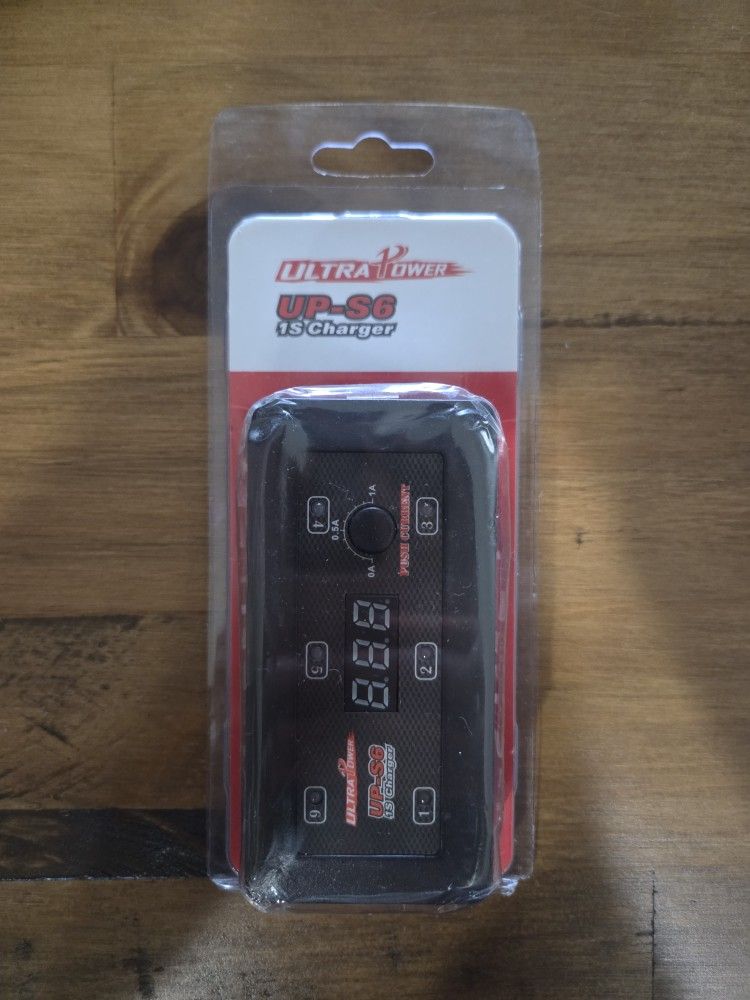 ULTRA POWER
UP-S6
1S Charger
4
0.5A
1A
0A
PUSH CURRENT
3
5
8.8.8
2
6
ULTRA POWER
UP-S6
1S Charger
1